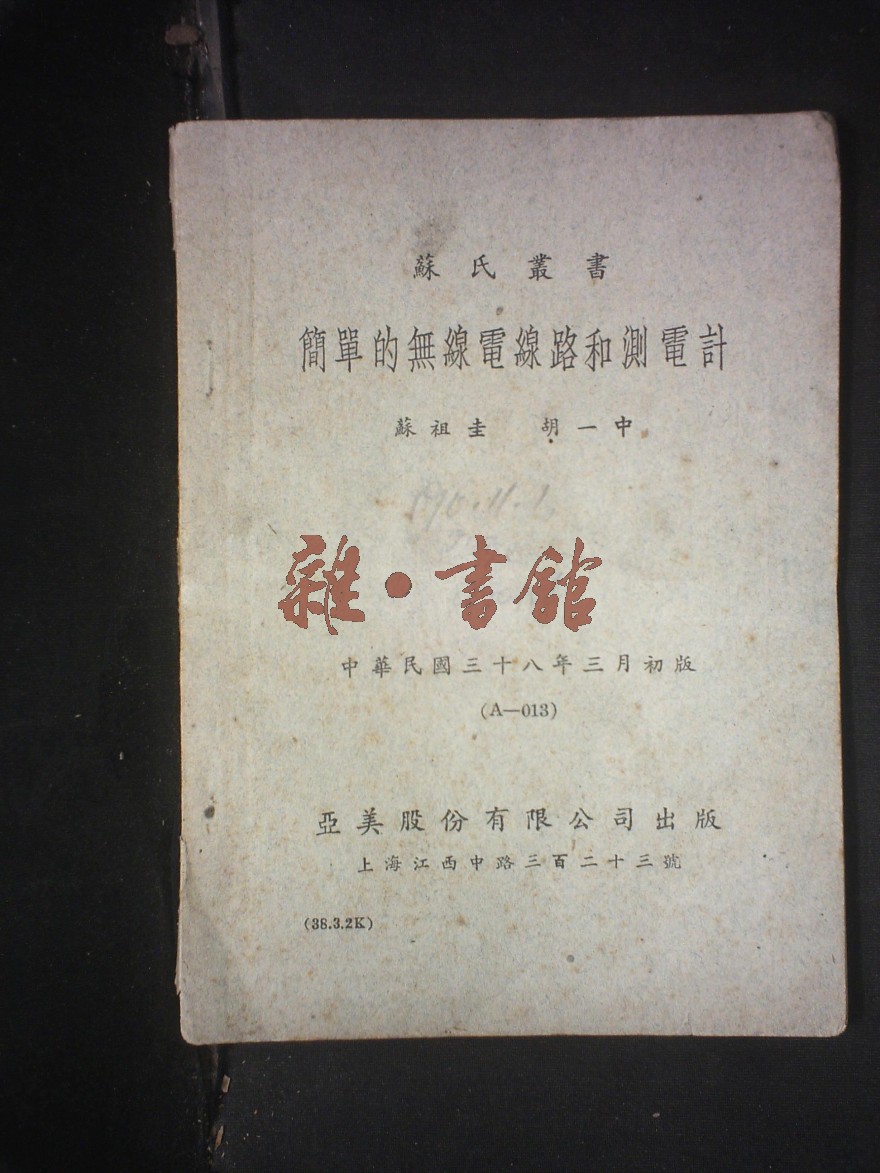 蘇氏叢書
簡單的無線電線路和測電計
蘇祖圭 胡一中
雜·書館
中華民國三十八年三月初版
(A—013)
亞美股份有限公司出版
上海江西中路三百二十三號
(38.3.2K)